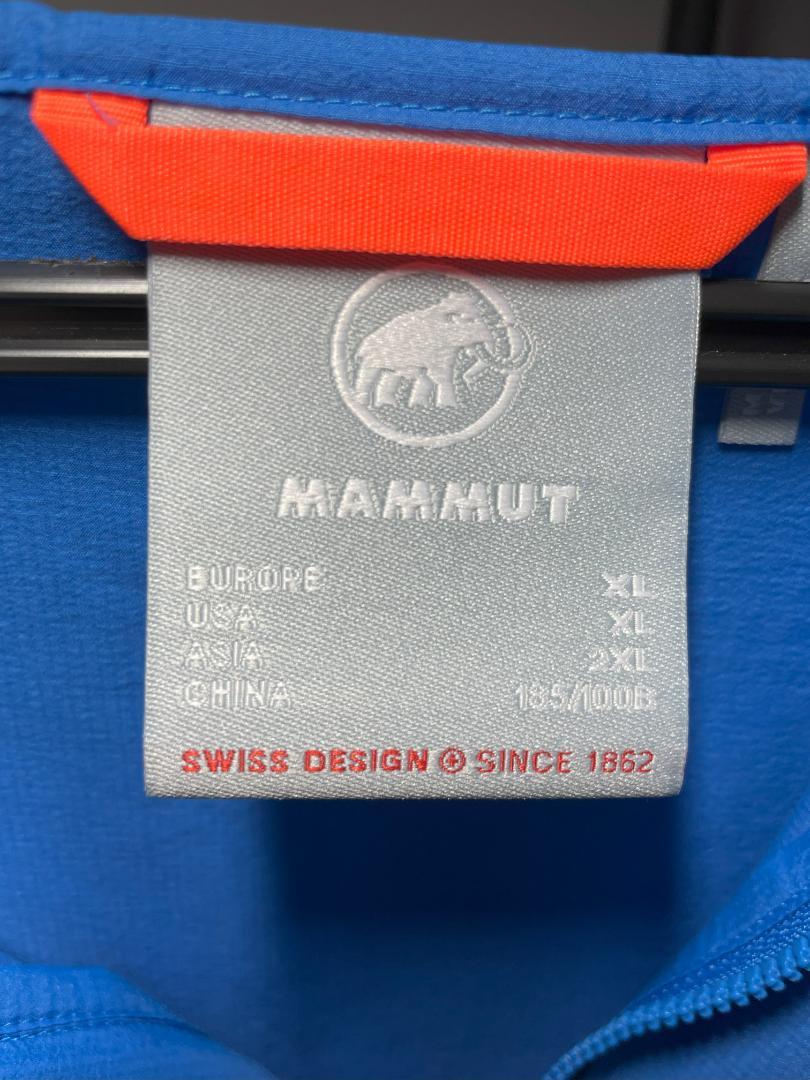 MAMMUT
EUROPE XL
USA XL
ASIA 2XL
CHINA 185/100B
SWISS DESIGN SINCE 1862